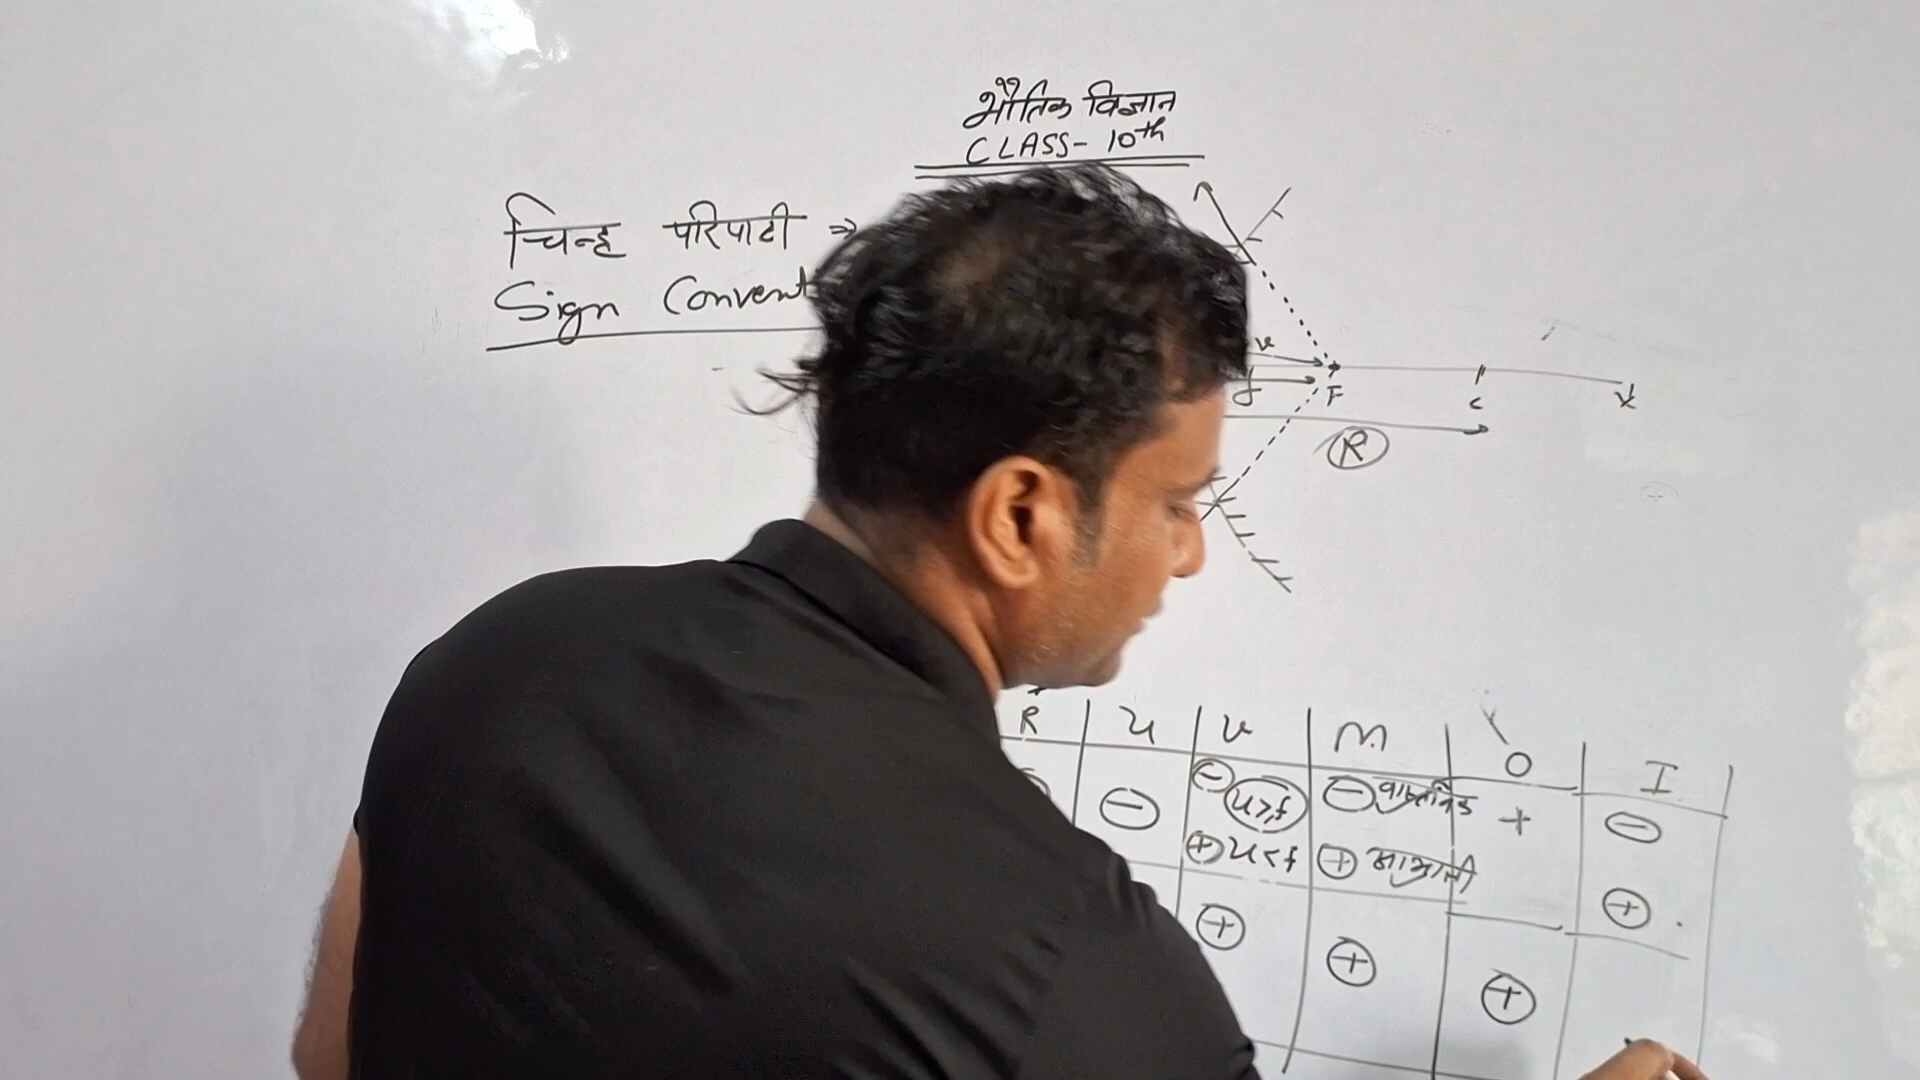 भौतिक विज्ञान
CLASS- 10th
चिन्ह परिपाटी ⇒
Sign Convent
u
f F C X
R
R u v m O I
- - u>,f - वास्तविक + -
+ u<f + आभासी +
+ + +